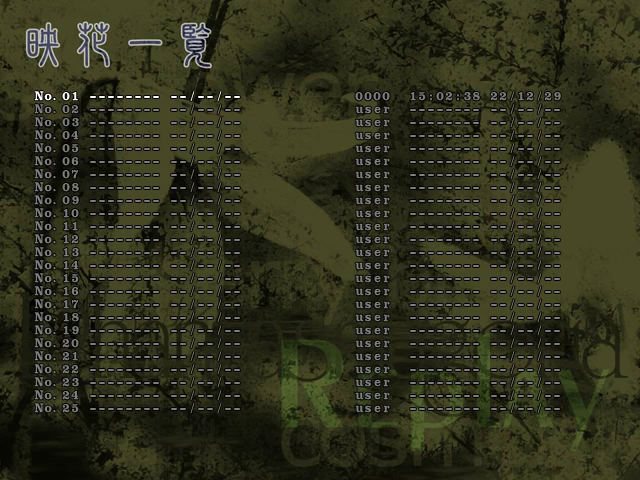 映花一覧
No. 01 -------- --/--/-- 0000 15:02:38 22/12/29
No. 02 -------- --/--/-- user -------- --/--/--
No. 03 -------- --/--/-- user -------- --/--/--
No. 04 -------- --/--/-- user -------- --/--/--
No. 05 -------- --/--/-- user -------- --/--/--
No. 06 -------- --/--/-- user -------- --/--/--
No. 07 -------- --/--/-- user -------- --/--/--
No. 08 -------- --/--/-- user -------- --/--/--
No. 09 -------- --/--/-- user -------- --/--/--
No. 10 -------- --/--/-- user -------- --/--/--
No. 11 -------- --/--/-- user -------- --/--/--
No. 12 -------- --/--/-- user -------- --/--/--
No. 13 -------- --/--/-- user -------- --/--/--
No. 14 -------- --/--/-- user -------- --/--/--
No. 15 -------- --/--/-- user -------- --/--/--
No. 16 -------- --/--/-- user -------- --/--/--
No. 17 -------- --/--/-- user -------- --/--/--
No. 18 -------- --/--/-- user -------- --/--/--
No. 19 -------- --/--/-- user -------- --/--/--
No. 20 -------- --/--/-- user -------- --/--/--
No. 21 -------- --/--/-- user -------- --/--/--
No. 22 -------- --/--/-- user -------- --/--/--
No. 23 -------- --/--/-- user -------- --/--/--
No. 24 -------- --/--/-- user -------- --/--/--
No. 25 -------- --/--/-- user -------- --/--/--
Replay